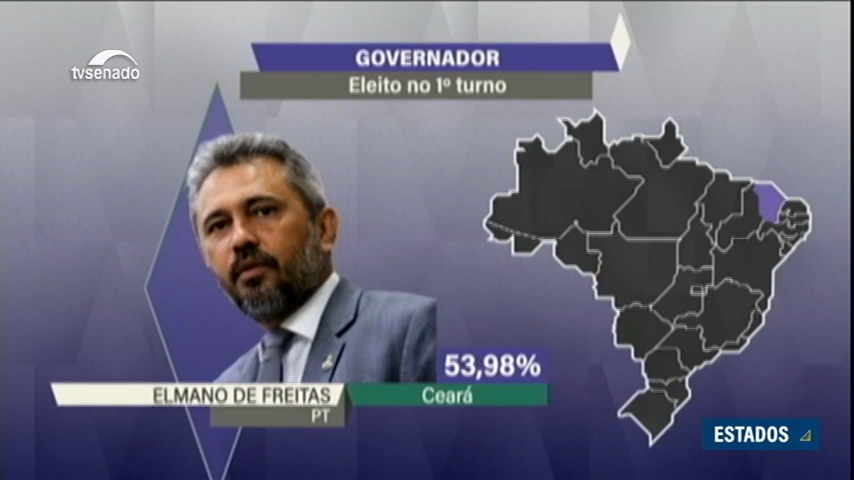 tvsenado
GOVERNADOR
Eleito no 1º turno
53,98%
ELMANO DE FREITAS
Ceará
PT
ESTADOS